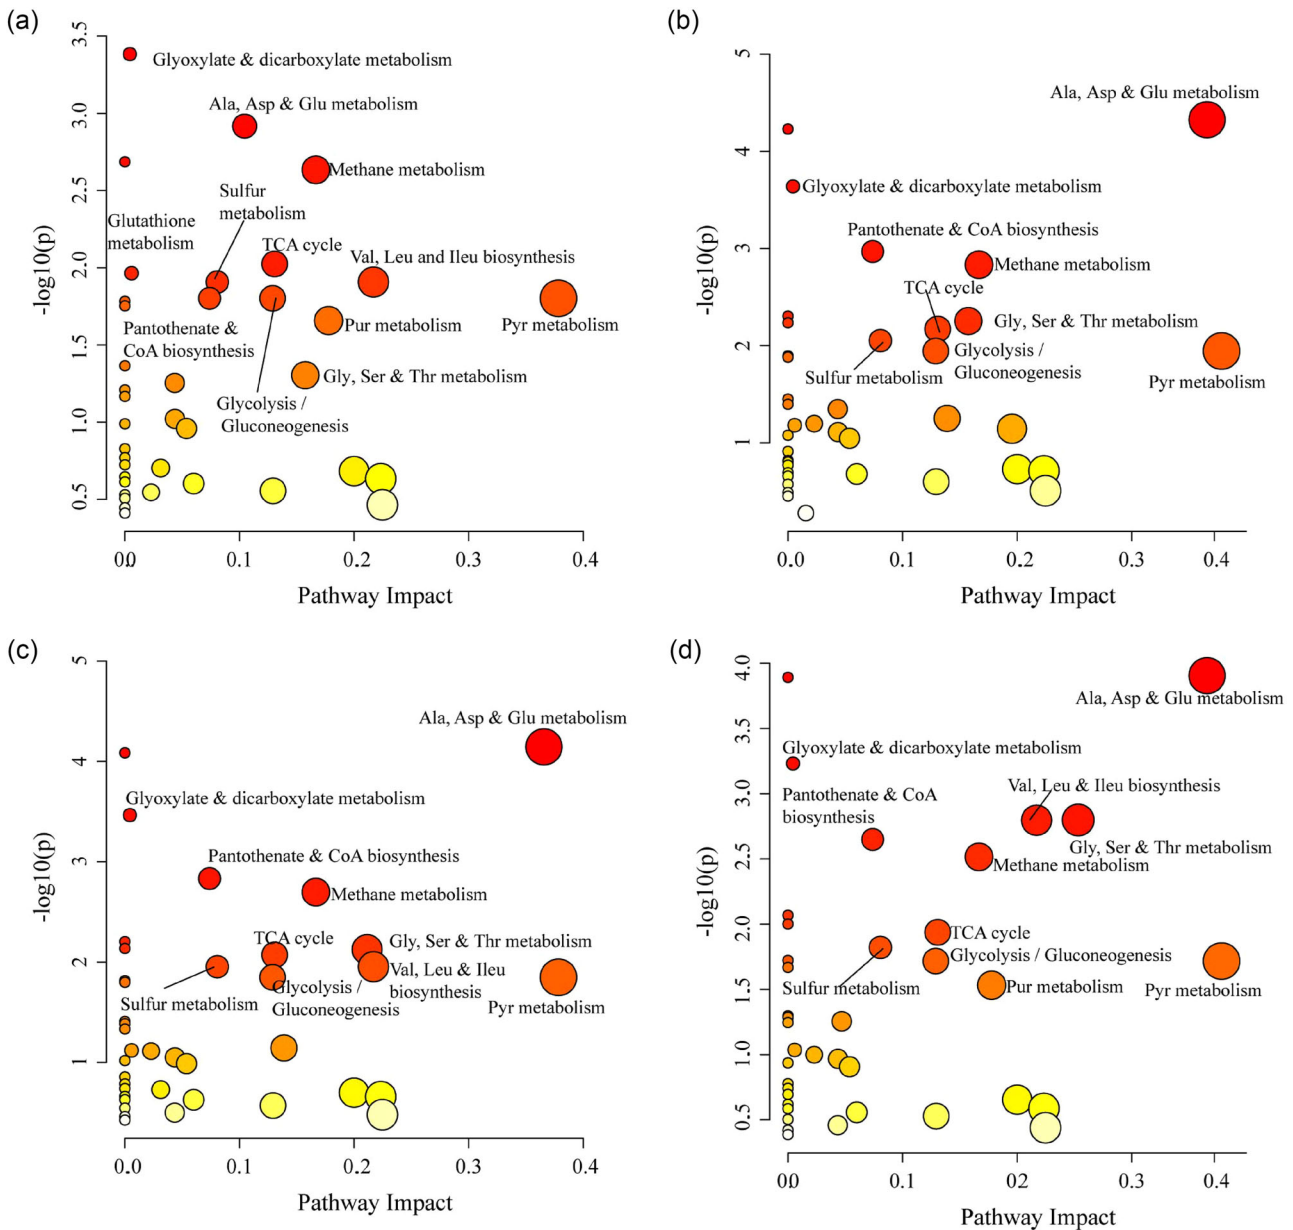 (a)
3.5
3.0
2.5
2.0
1.5
1.0
0.5
-log10(p)
Glyoxylate & dicarboxylate metabolism
Ala, Asp & Glu metabolism
Methane metabolism
Sulfur
metabolism
Glutathione
metabolism
TCA cycle
Val, Leu and Ileu biosynthesis
Pantothenate &
CoA biosynthesis
Pur metabolism
Pyr metabolism
Gly, Ser & Thr metabolism
Glycolysis /
Gluconeogenesis
0.0
0.1
0.2
0.3
0.4
Pathway Impact
(b)
5
4
3
2
1
-log10(p)
Ala, Asp & Glu metabolism
Glyoxylate & dicarboxylate metabolism
Pantothenate & CoA biosynthesis
Methane metabolism
TCA cycle
Gly, Ser & Thr metabolism
Glycolysis /
Gluconeogenesis
Sulfur metabolism
Pyr metabolism
0.0
0.1
0.2
0.3
0.4
Pathway Impact
(c)
5
4
3
2
1
-log10(p)
Ala, Asp & Glu metabolism
Glyoxylate & dicarboxylate metabolism
Pantothenate & CoA biosynthesis
Methane metabolism
TCA cycle
Gly, Ser & Thr metabolism
Val, Leu & Ileu
biosynthesis
Sulfur metabolism
Glycolysis /
Gluconeogenesis
Pyr metabolism
0.0
0.1
0.2
0.3
0.4
Pathway Impact
(d)
4.0
3.5
3.0
2.5
2.0
1.5
1.0
0.5
-log10(p)
Ala, Asp & Glu metabolism
Glyoxylate & dicarboxylate metabolism
Val, Leu & Ileu biosynthesis
Pantothenate & CoA
biosynthesis
Gly, Ser & Thr metabolism
Methane metabolism
TCA cycle
Glycolysis / Gluconeogenesis
Sulfur metabolism
Pur metabolism
Pyr metabolism
0.0
0.1
02
0.3
0.4
Pathway Impact